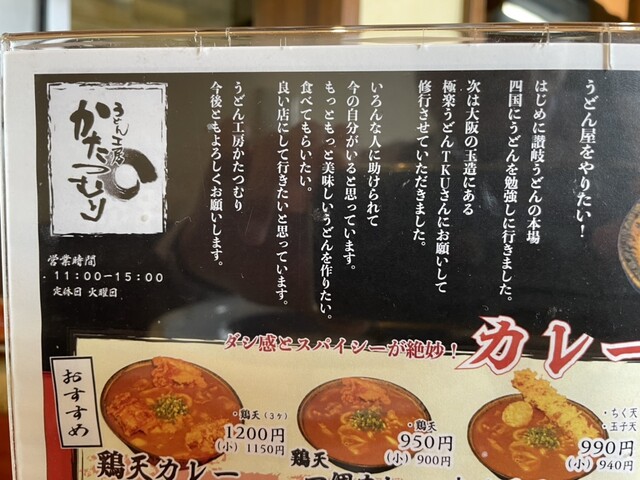 うどん工房
かたつむり
営業時間
11:00-15:00
定休日 火曜日
うどん屋をやりたい！
はじめに讃岐うどんの本場
四国にうどんを勉強しに行きました。
次は大阪の玉造にある
極楽うどんTKUさんにお願いして
修行させていただきました。
いろんな人に助けられて
今の自分がいると思っています。
もっともっと美味しいうどんを作りたい。
食べてもらいたい。
良い店にして行きたいと思っています。
うどん工房かたつむり
今後ともよろしくお願いします。
ダシ感とスパイシーが絶妙！
カレー
おすすめ
・鶏天(3ヶ)
1200円
(小)1150円
鶏天カレー
・鶏天
950円
(小)900円
鶏天
・ちく天
・玉子天
990円
(小)940円